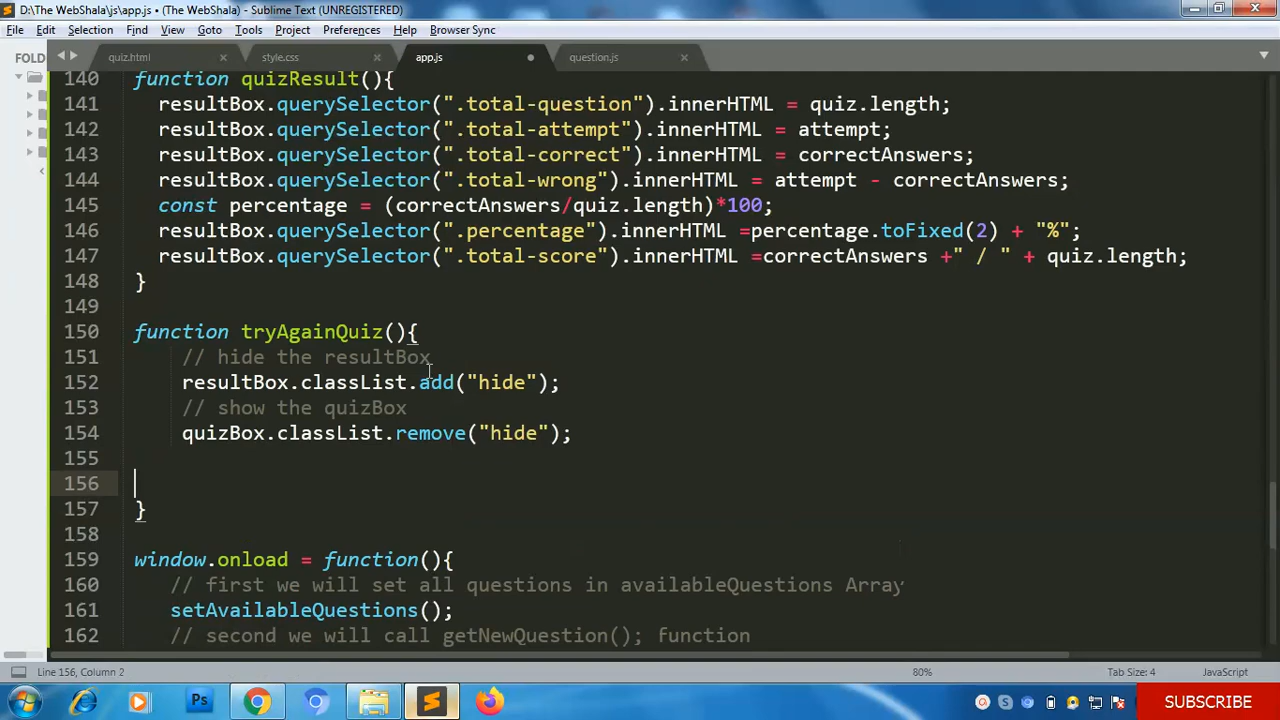 D:\The WebShala\js\app.js • (The WebShala) - Sublime Text (UNREGISTERED)
File Edit Selection Find View Goto Tools Project Preferences Help Browser Sync
FOLD
quiz.html style.css app.js question.js
140 function quizResult(){
141 resultBox.querySelector(".total-question").innerHTML = quiz.length;
142 resultBox.querySelector(".total-attempt").innerHTML = attempt;
143 resultBox.querySelector(".total-correct").innerHTML = correctAnswers;
144 resultBox.querySelector(".total-wrong").innerHTML = attempt - correctAnswers;
145 const percentage = (correctAnswers/quiz.length)*100;
146 resultBox.querySelector(".percentage").innerHTML =percentage.toFixed(2) + "%";
147 resultBox.querySelector(".total-score").innerHTML =correctAnswers +" / " + quiz.length;
148 }
149
150 function tryAgainQuiz(){
151 // hide the resultBox
152 resultBox.classList.add("hide");
153 // show the quizBox
154 quizBox.classList.remove("hide");
155
156
157 }
158
159 window.onload = function(){
160 // first we will set all questions in availableQuestions Array
161 setAvailableQuestions();
162 // second we will call getNewQuestion(); function
Line 156, Column 2 80% Tab Size: 4 JavaScript
Ps
SUBSCRIBE